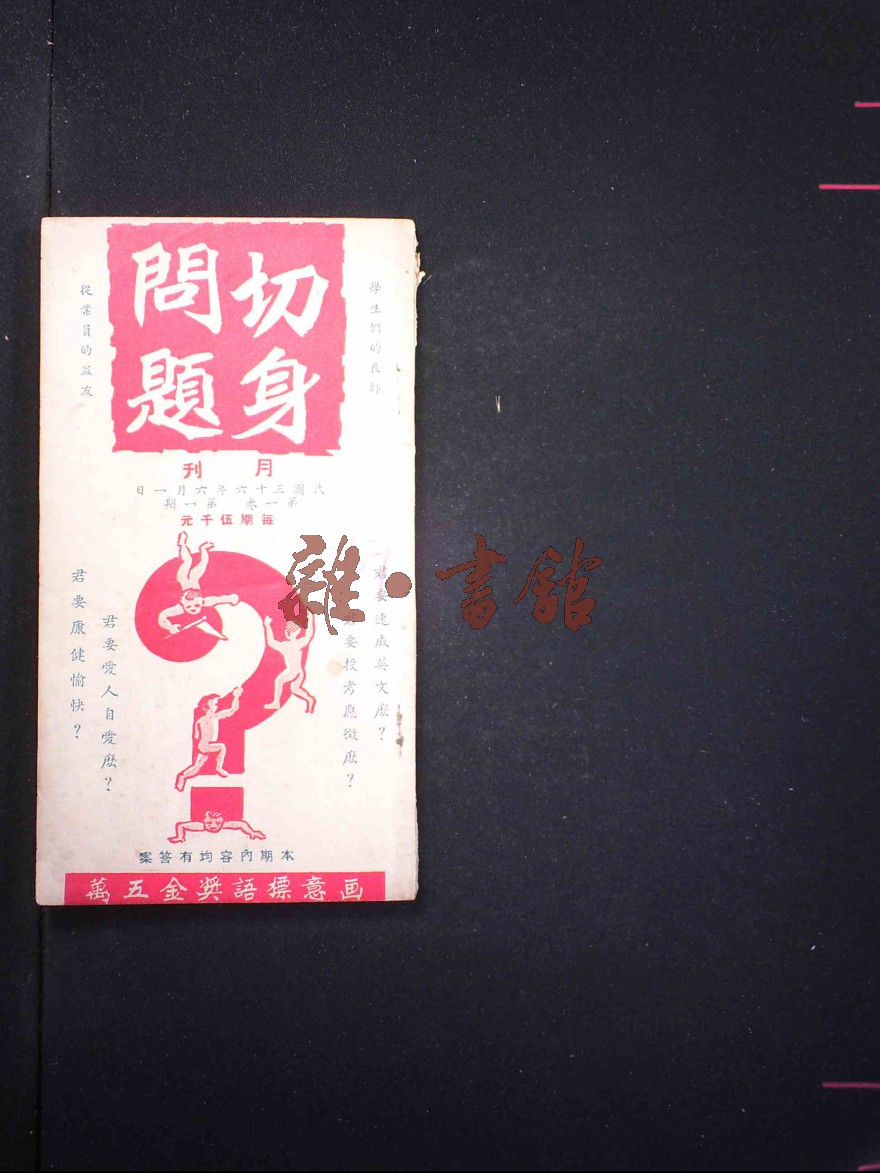 切身
問題
學生們的良師
從業員的益友
月刊
民國三十六年六月一日
第一卷 第一期
每期伍千元
君要速成英文麽?
君要投考應徵麽?
君要愛人自愛麽?
君要康健愉快?
本期內容均有答案
画意標語獎金五萬
雜·書館